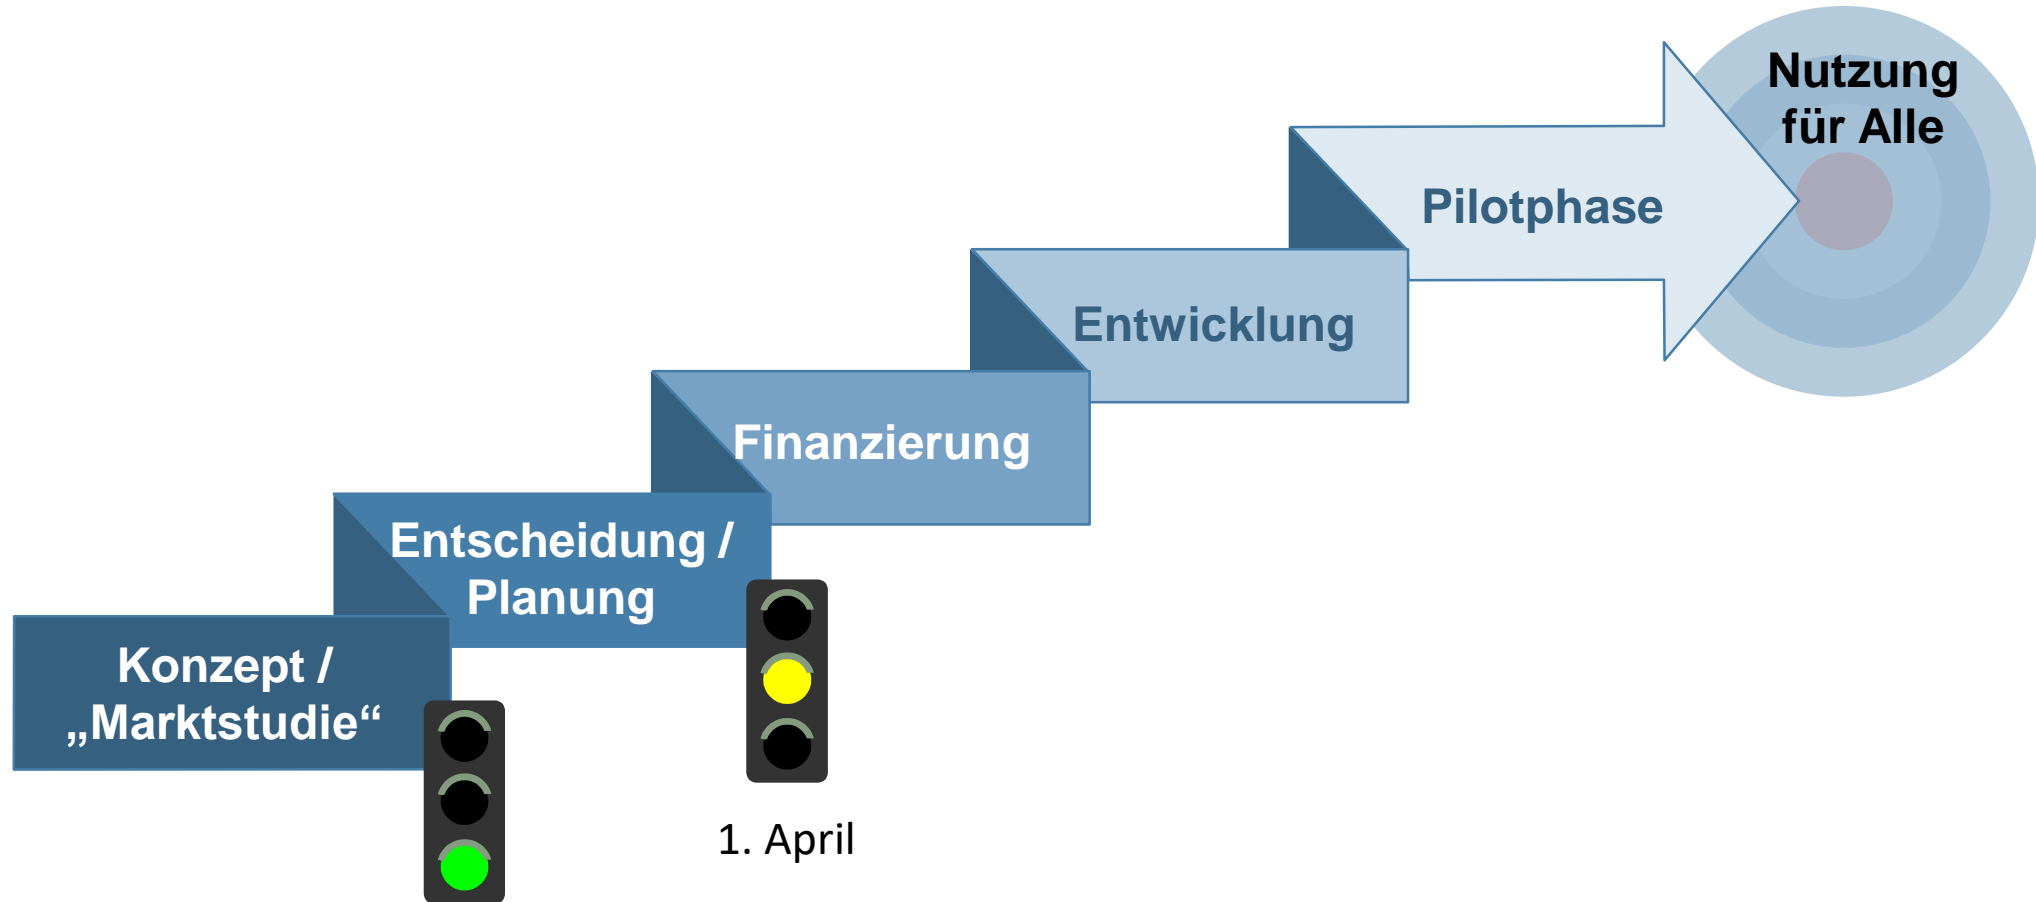 Nutzung
für Alle
Pilotphase
Entwicklung
Finanzierung
Entscheidung /
Planung
Konzept /
„Marktstudie“
1. April